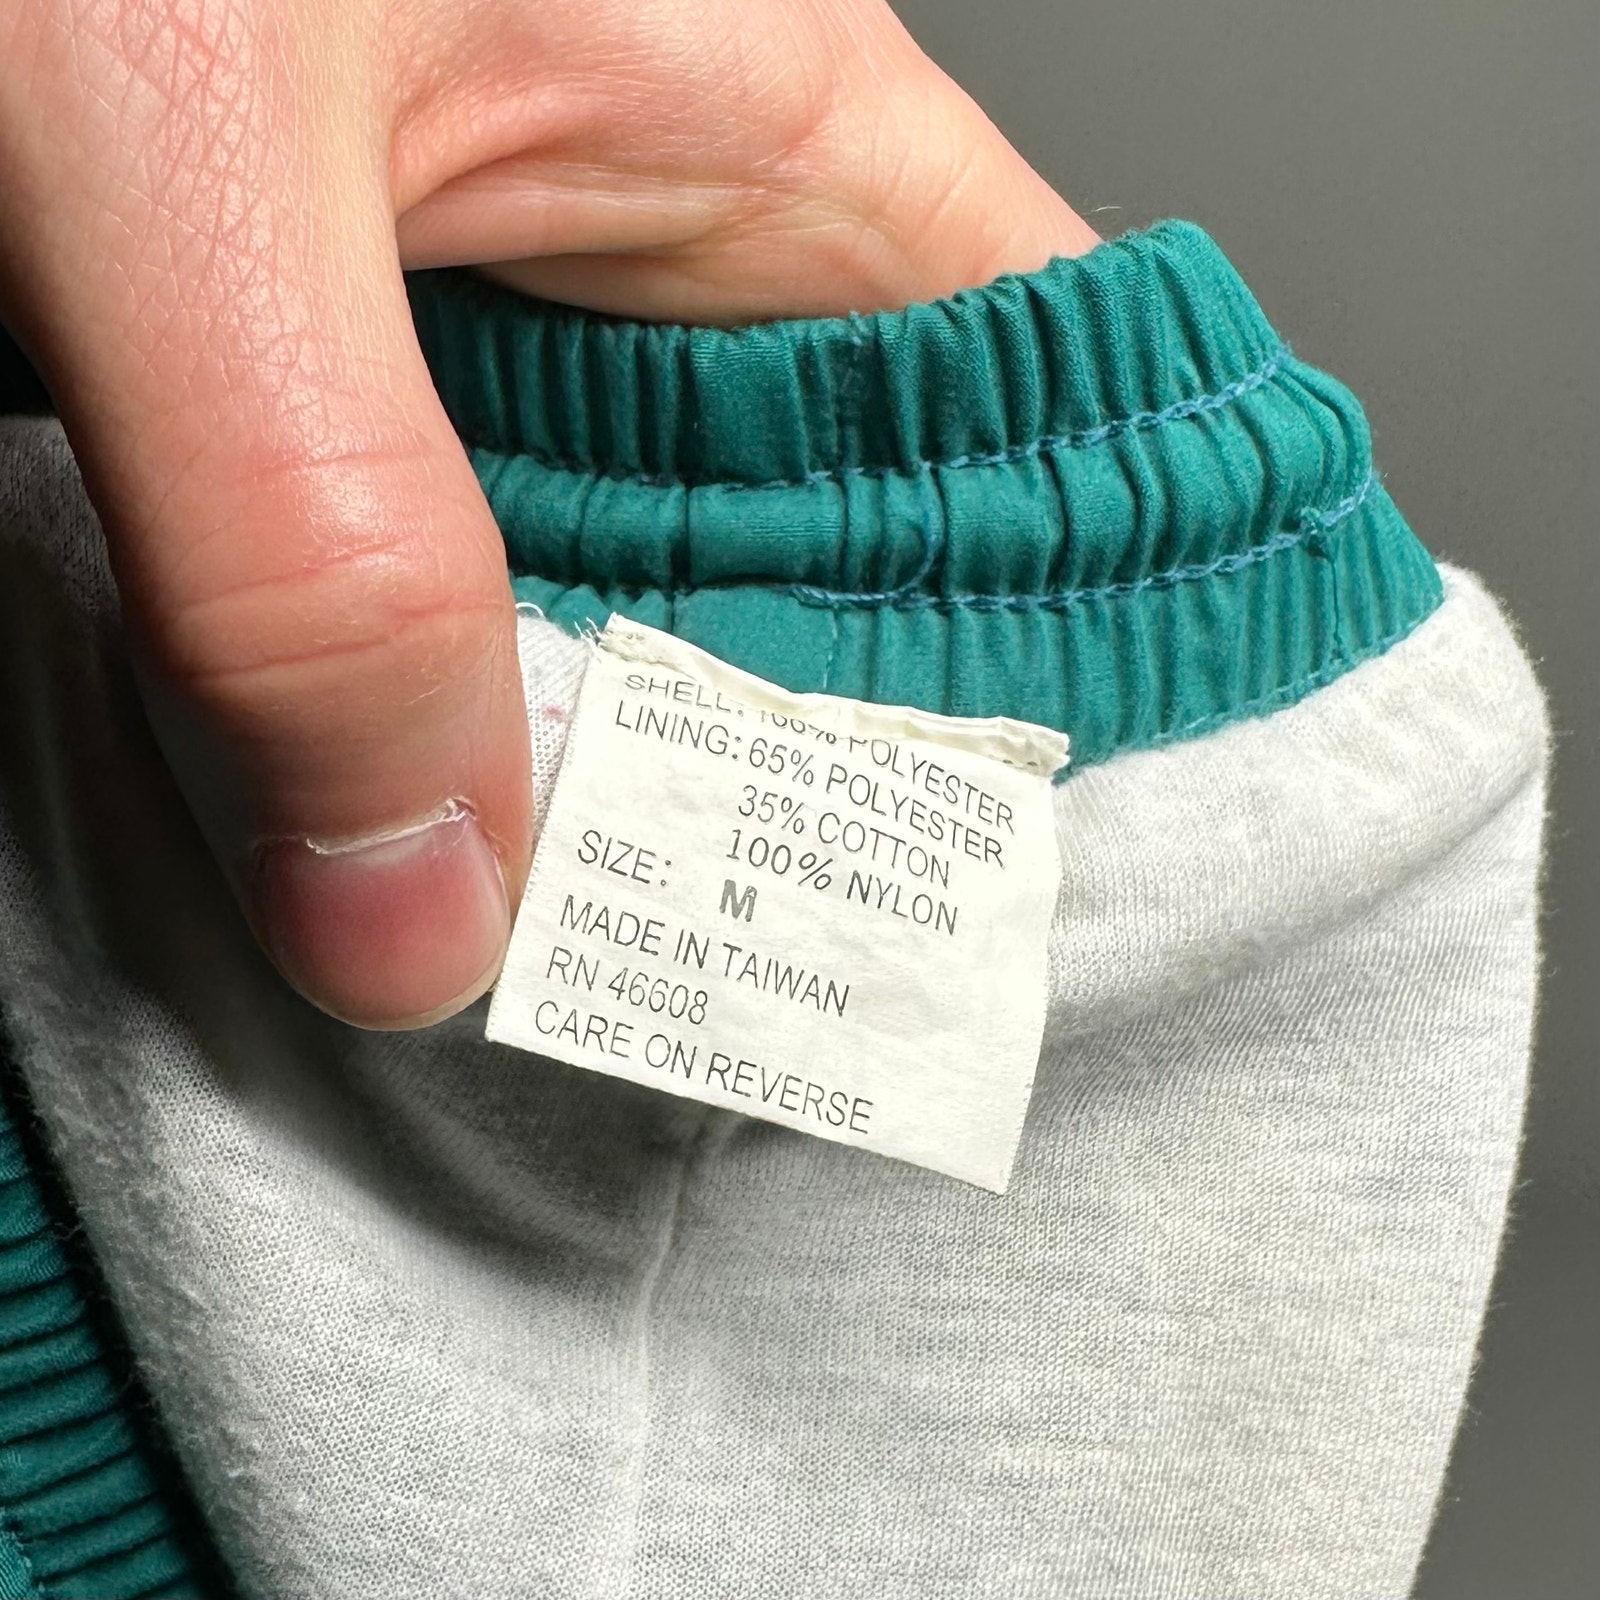 SHELL: 100% POLYESTER
LINING: 65% POLYESTER
35% COTTON
100% NYLON
SIZE: M
MADE IN TAIWAN
RN 46608
CARE ON REVERSE